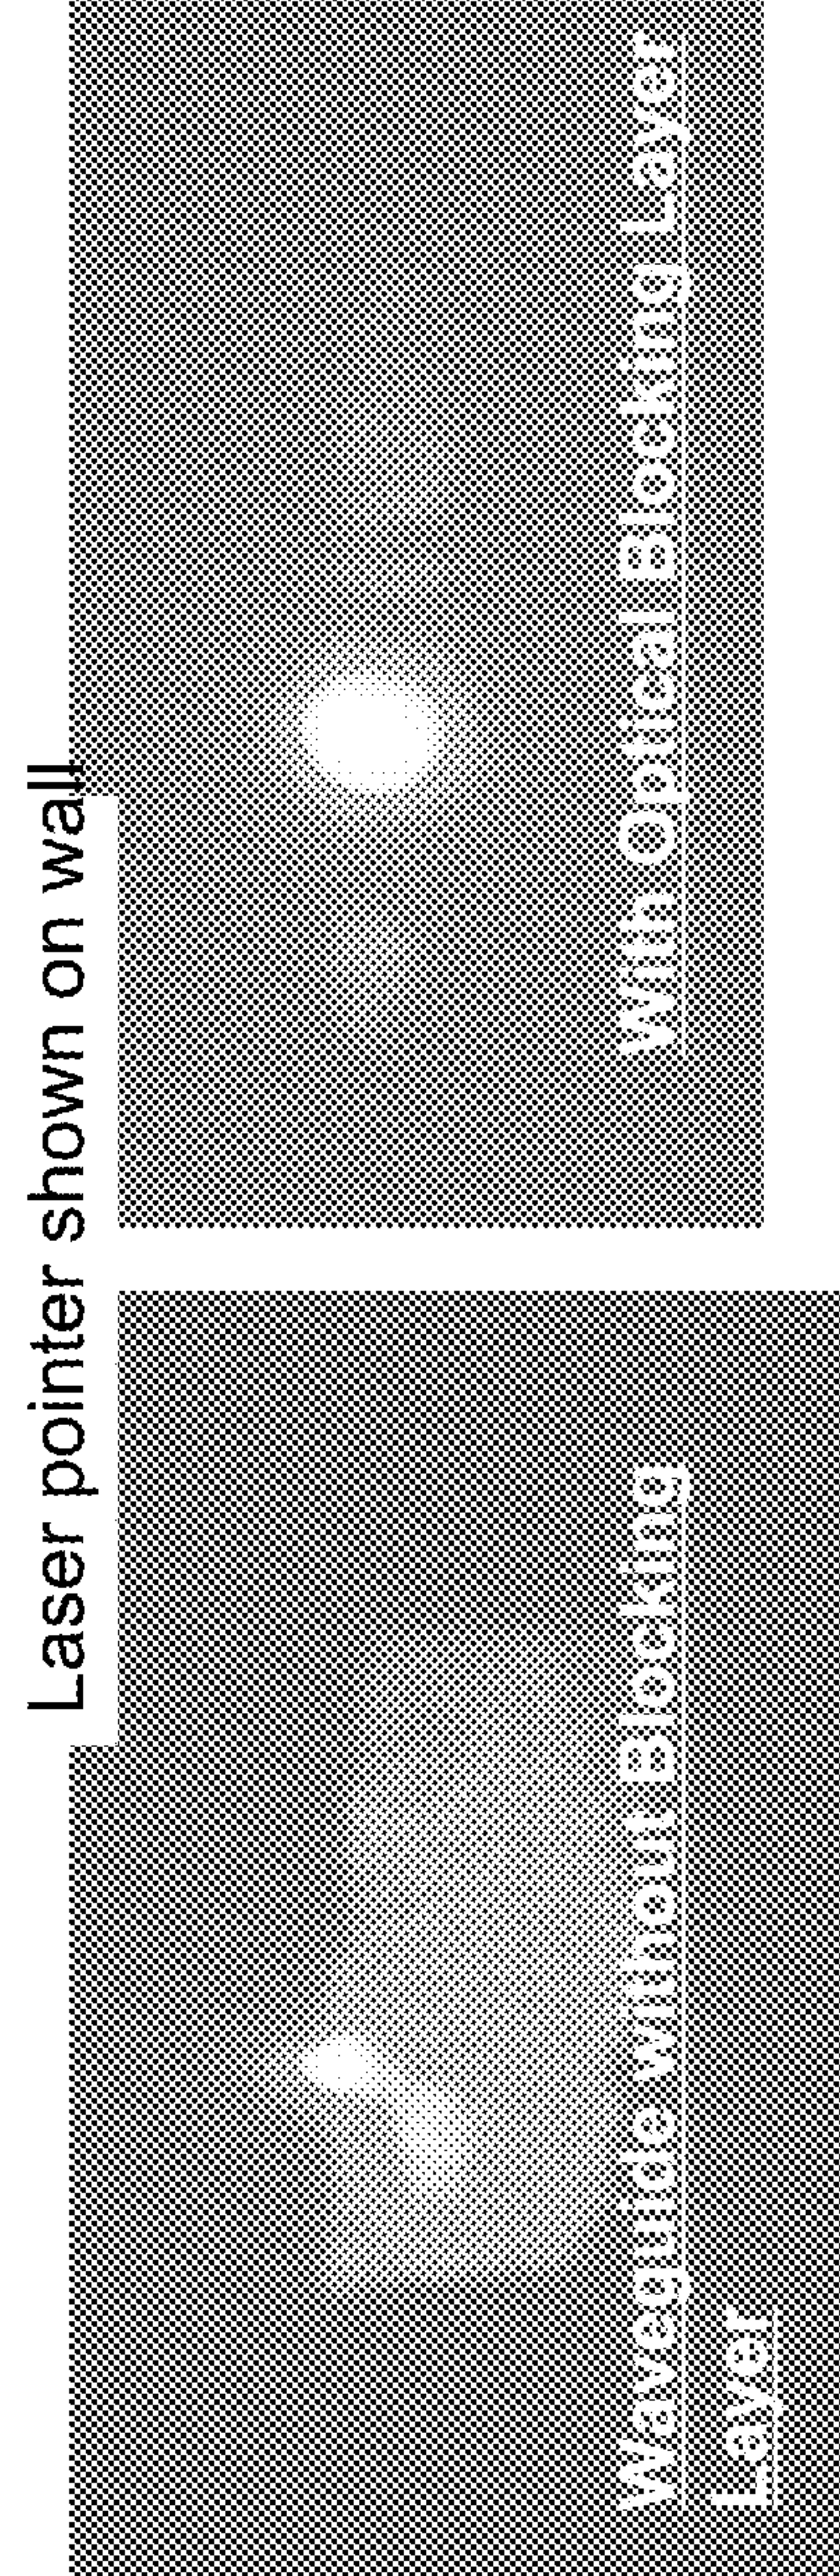 Laser pointer shown on wall
Waveguide without Blocking
Layer
With Optical Blocking Layer